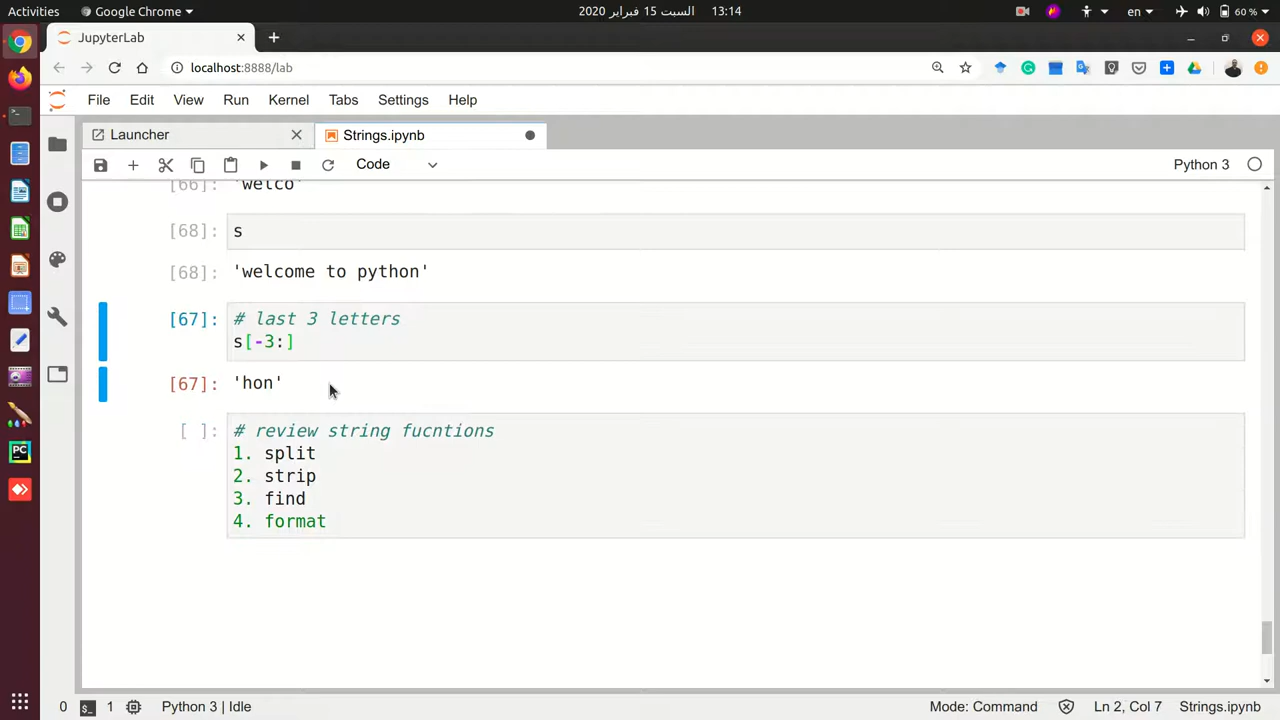 Activities Google Chrome السبت 15 فبراير 2020 13:14 en 60 %
JupyterLab
localhost:8888/lab
File Edit View Run Kernel Tabs Settings Help
Launcher Strings.ipynb
Code Python 3
[66]: 'welco'
[68]: s
[68]: 'welcome to python'
[67]: # last 3 letters
s[-3:]
[67]: 'hon'
[ ]: # review string fucntions
1. split
2. strip
3. find
4. format
PC
0 1 Python 3 | Idle Mode: Command Ln 2, Col 7 Strings.ipynb